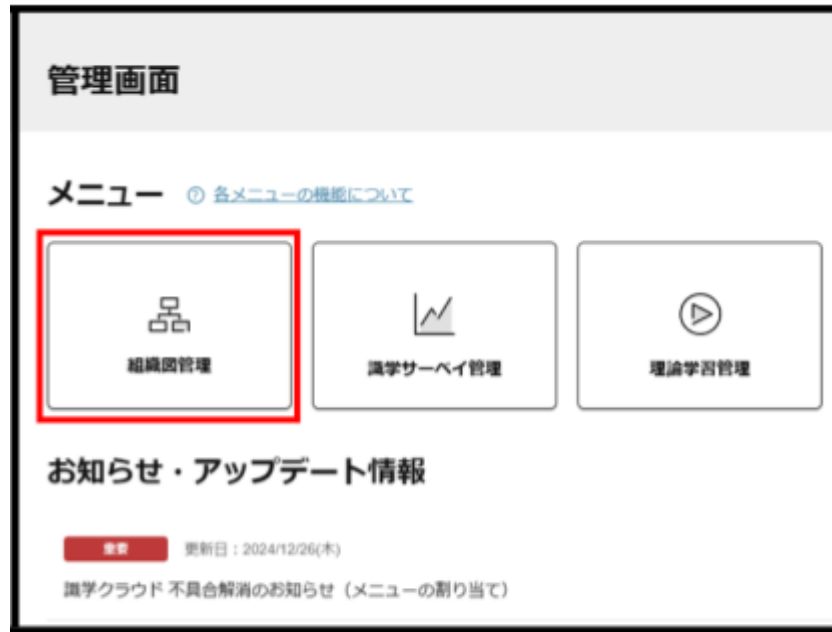 管理画面
メニュー ? 各メニューの機能について
組織図管理
識学サーベイ管理
理論学習管理
お知らせ・アップデート情報
重要 更新日：2024/12/26(木)
識学クラウド 不具合解消のお知らせ（メニューの割り当て）